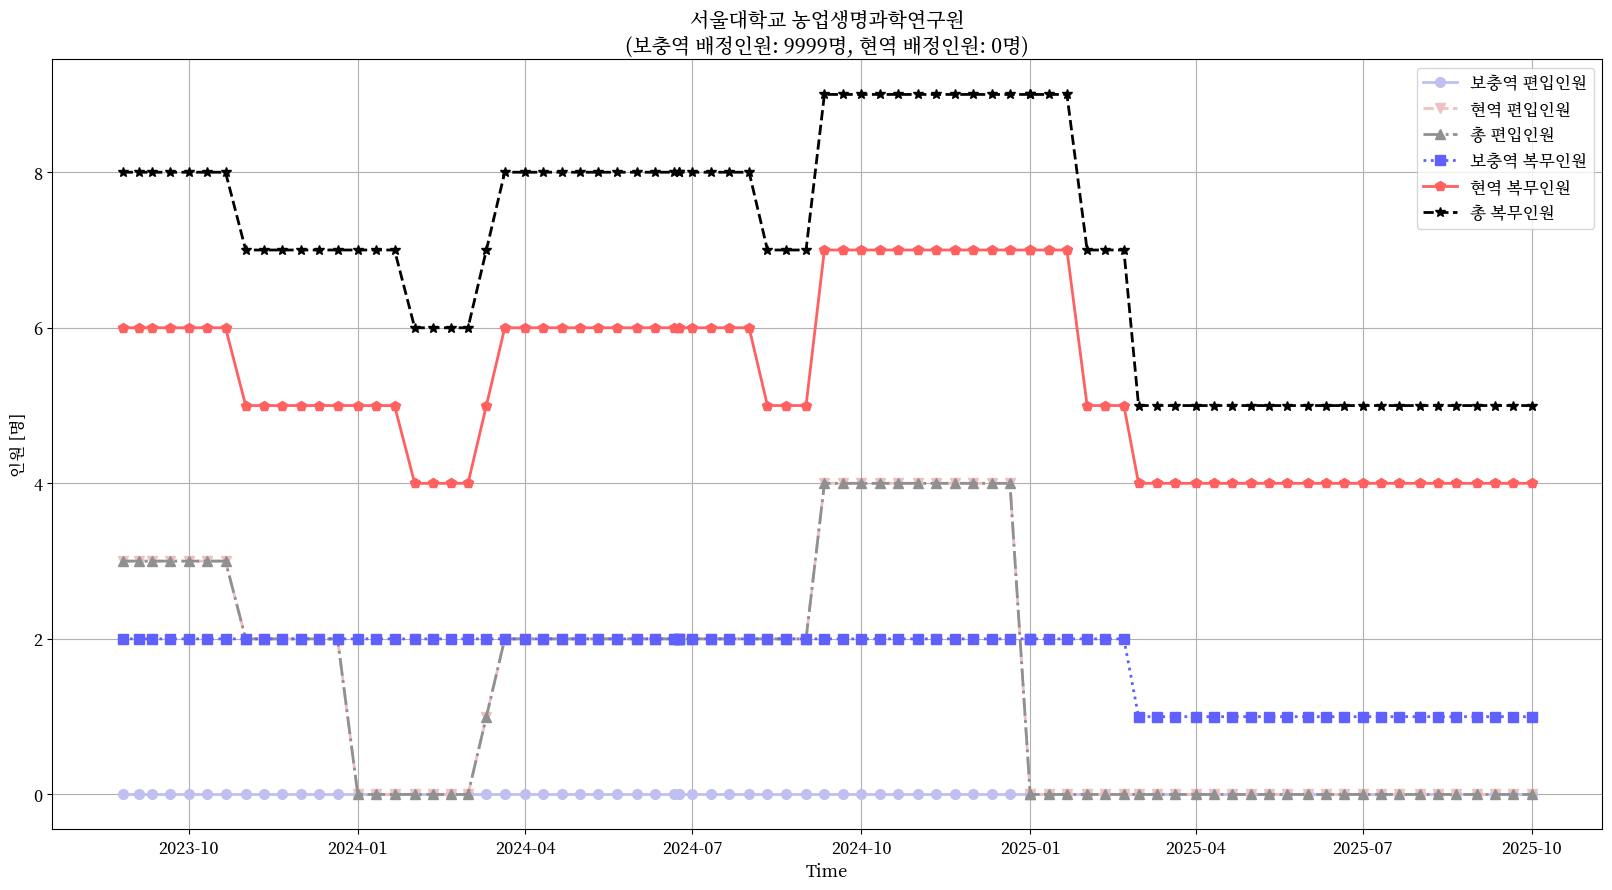 서울대학교 농업생명과학연구원
(보충역 배정인원: 9999명, 현역 배정인원: 0명)
보충역 편입인원
현역 편입인원
총 편입인원
보충역 복무인원
현역 복무인원
총 복무인원
인원 [명]
8
6
4
2
0
2023-10
2024-01
2024-04
2024-07
2024-10
2025-01
2025-04
2025-07
2025-10
Time